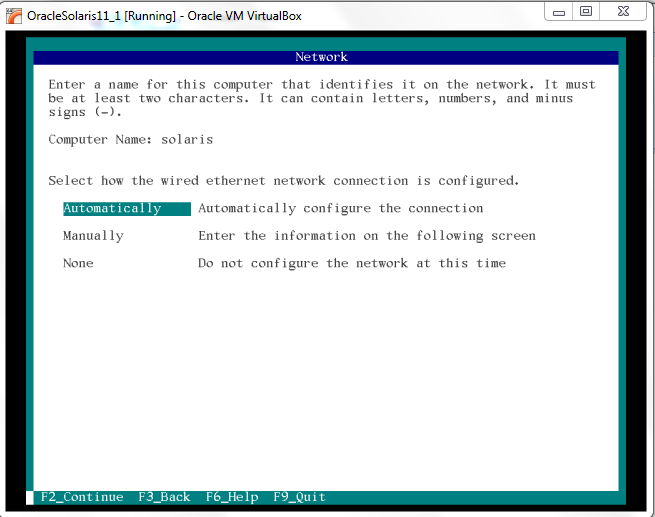 OracleSolaris11_1 [Running] - Oracle VM VirtualBox
Network
Enter a name for this computer that identifies it on the network. It must
be at least two characters. It can contain letters, numbers, and minus
signs (-).
Computer Name: solaris
Select how the wired ethernet network connection is configured.
Automatically Automatically configure the connection
Manually Enter the information on the following screen
None Do not configure the network at this time
F2_Continue F3_Back F6_Help F9_Quit